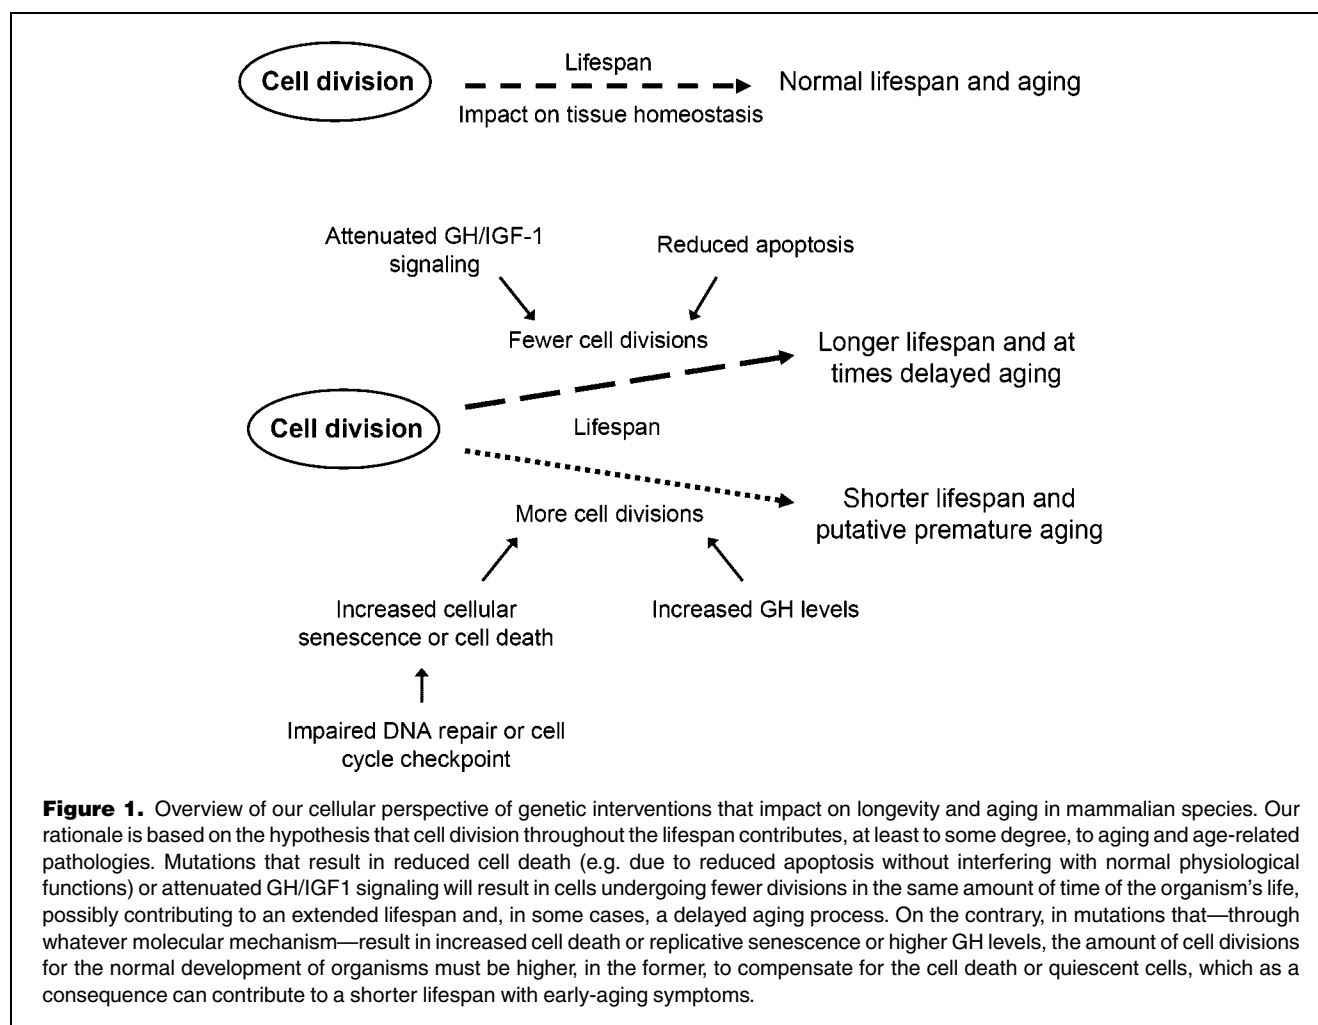 Cell division
Lifespan
Impact on tissue homeostasis
Normal lifespan and aging
Attenuated GH/IGF-1
signaling
Reduced apoptosis
Fewer cell divisions
Longer lifespan and at
times delayed aging
Cell division
Lifespan
Shorter lifespan and
putative premature aging
More cell divisions
Increased cellular
senescence or cell death
Increased GH levels
Impaired DNA repair or cell
cycle checkpoint
Figure 1. Overview of our cellular perspective of genetic interventions that impact on longevity and aging in mammalian species. Our
rationale is based on the hypothesis that cell division throughout the lifespan contributes, at least to some degree, to aging and age-related
pathologies. Mutations that result in reduced cell death (e.g. due to reduced apoptosis without interfering with normal physiological
functions) or attenuated GH/IGF1 signaling will result in cells undergoing fewer divisions in the same amount of time of the organism's life,
possibly contributing to an extended lifespan and, in some cases, a delayed aging process. On the contrary, in mutations that—through
whatever molecular mechanism—result in increased cell death or replicative senescence or higher GH levels, the amount of cell divisions
for the normal development of organisms must be higher, in the former, to compensate for the cell death or quiescent cells, which as a
consequence can contribute to a shorter lifespan with early-aging symptoms.